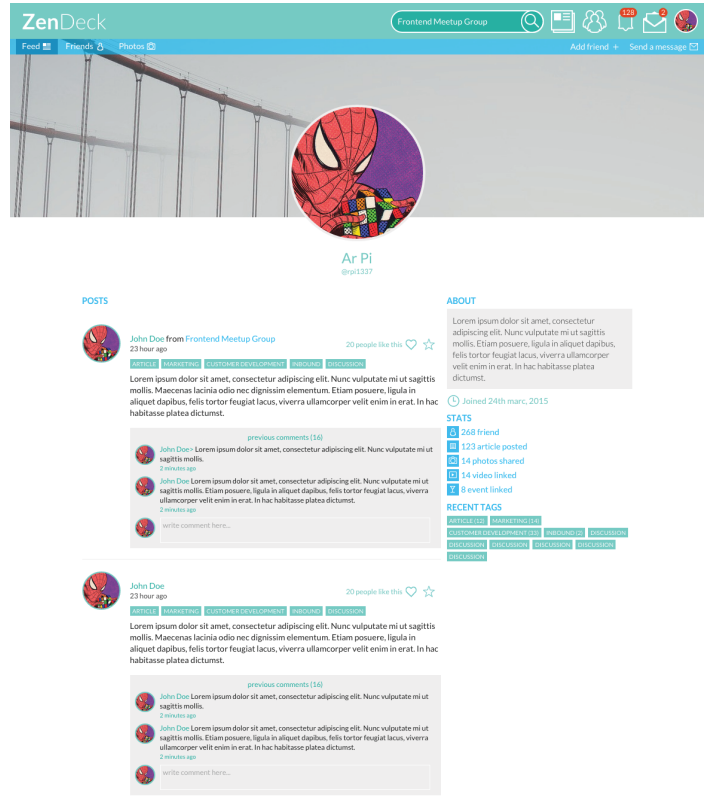 ZenDeck
Frontend Meetup Group
128
2
Feed
Friends
Photos
Add friend +
Send a message
Ar Pi
@rpi1337
POSTS
John Doe from Frontend Meetup Group
23 hour ago
20 people like this
ARTICLE MARKETING CUSTOMER DEVELOPMENT INBOUND DISCUSSION
Lorem ipsum dolor sit amet, consectetur adipiscing elit. Nunc vulputate mi ut sagittis
mollis. Maecenas lacinia odio nec dignissim elementum. Etiam posuere, ligula in
aliquet dapibus, felis tortor feugiat lacus, viverra ullamcorper velit enim in erat. In hac
habitasse platea dictumst.
previous comments (16)
John Doe> Lorem ipsum dolor sit amet, consectetur adipiscing elit. Nunc vulputate mi ut
sagittis mollis.
2 minutes ago
John Doe Lorem ipsum dolor sit amet, consectetur adipiscing elit. Nunc vulputate mi ut
sagittis mollis. Etiam posuere, ligula in aliquet dapibus, felis tortor feugiat lacus, viverra
ullamcorper velit enim in erat. In hac habitasse platea dictumst.
2 minutes ago
write comment here...
John Doe
23 hour ago
20 people like this
ARTICLE MARKETING CUSTOMER DEVELOPMENT INBOUND DISCUSSION
Lorem ipsum dolor sit amet, consectetur adipiscing elit. Nunc vulputate mi ut sagittis
mollis. Maecenas lacinia odio nec dignissim elementum. Etiam posuere, ligula in
aliquet dapibus, felis tortor feugiat lacus, viverra ullamcorper velit enim in erat. In hac
habitasse platea dictumst.
previous comments (16)
John Doe Lorem ipsum dolor sit amet, consectetur adipiscing elit. Nunc vulputate mi ut
sagittis mollis.
2 minutes ago
John Doe Lorem ipsum dolor sit amet, consectetur adipiscing elit. Nunc vulputate mi ut
sagittis mollis. Etiam posuere, ligula in aliquet dapibus, felis tortor feugiat lacus, viverra
ullamcorper velit enim in erat. In hac habitasse platea dictumst.
2 minutes ago
write comment here...
ABOUT
Lorem ipsum dolor sit amet, consectetur
adipiscing elit. Nunc vulputate mi ut sagittis
mollis. Etiam posuere, ligula in aliquet dapibus,
felis tortor feugiat lacus, viverra ullamcorper
velit enim in erat. In hac habitasse platea
dictumst.
Joined 24th marc, 2015
STATS
268 friend
123 article posted
14 photos shared
14 video linked
8 event linked
RECENT TAGS
ARTICLE (12) MARKETING (14)
CUSTOMER DEVELOPMENT (33) INBOUND (2) DISCUSSION
DISCUSSION DISCUSSION DISCUSSION DISCUSSION
DISCUSSION